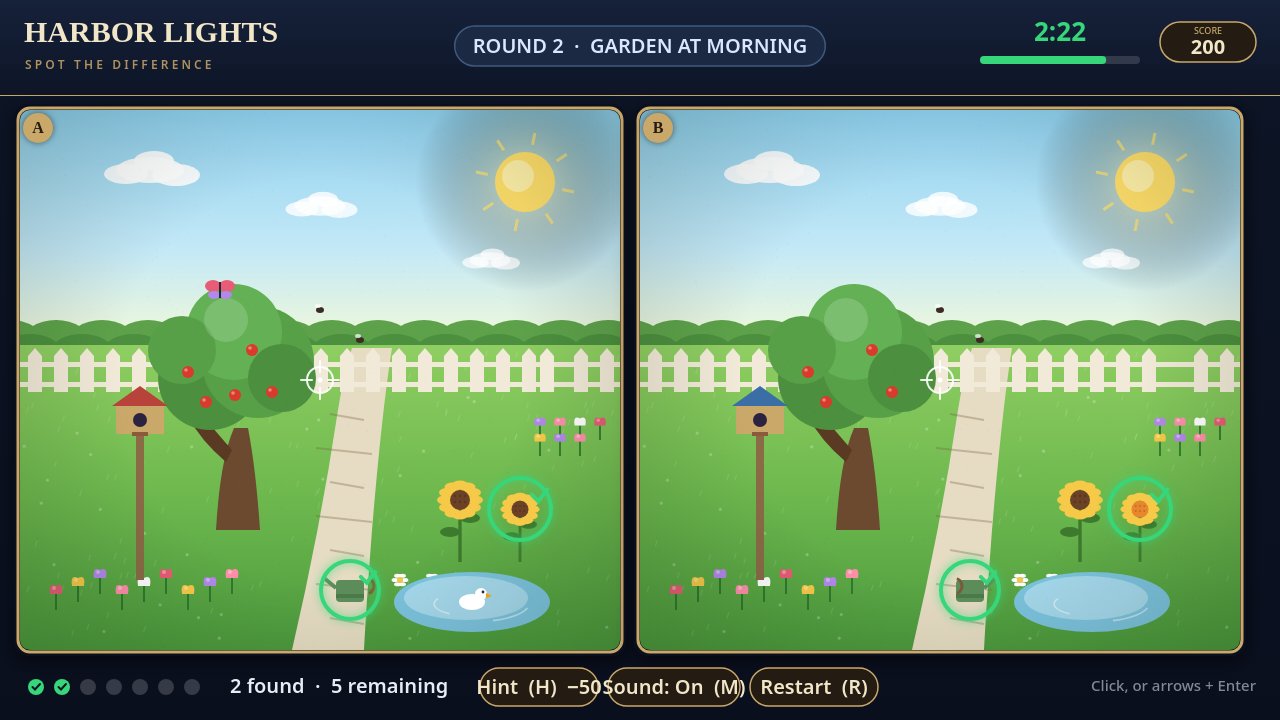 HARBOR LIGHTS
SPOT THE DIFFERENCE
ROUND 2 · GARDEN AT MORNING
2:22
SCORE
200
A
B
2 found · 5 remaining
Hint (H) −50
Sound: On (M)
Restart (R)
Click, or arrows + Enter